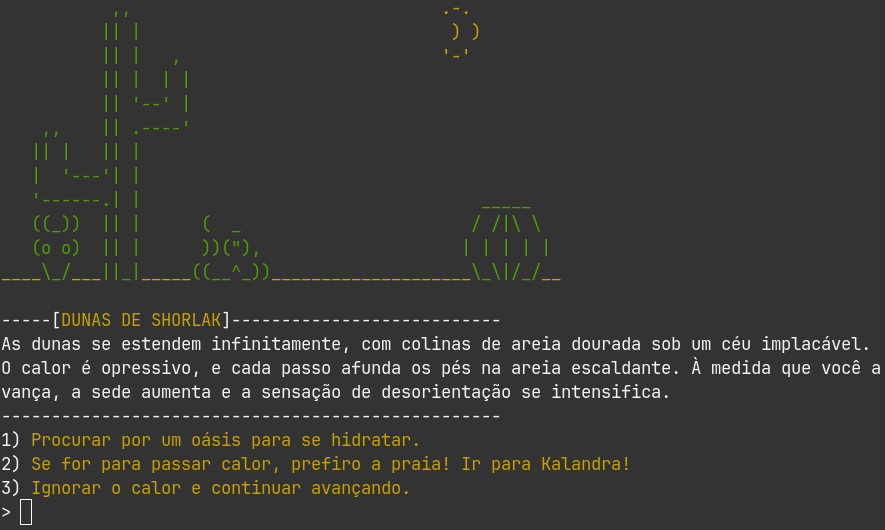 -----[DUNAS DE SHORLAK]---------------------------
As dunas se estendem infinitamente, com colinas de areia dourada sob um céu implacável.
O calor é opressivo, e cada passo afunda os pés na areia escaldante. À medida que você a
vança, a sede aumenta e a sensação de desorientação se intensifica.
--------------------------------------------------
1) Procurar por um oásis para se hidratar.
2) Se for para passar calor, prefiro a praia! Ir para Kalandra!
3) Ignorar o calor e continuar avançando.
>